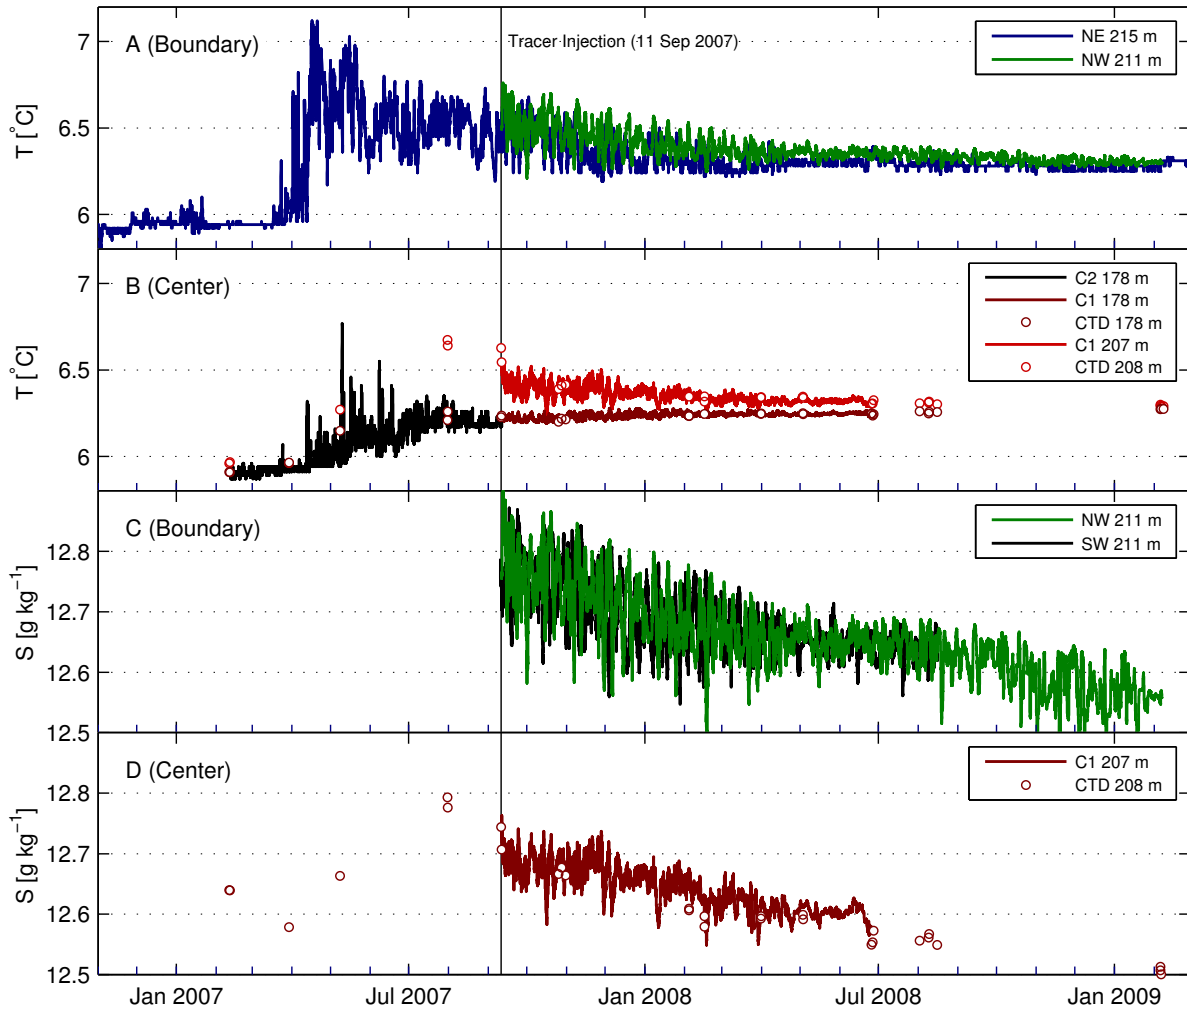 A (Boundary)
Tracer Injection (11 Sep 2007)
NE 215 m
NW 211 m
T [°C]
7
6.5
6
B (Center)
C2 178 m
C1 178 m
CTD 178 m
C1 207 m
CTD 208 m
T [°C]
7
6.5
6
C (Boundary)
NW 211 m
SW 211 m
S [g kg⁻¹]
12.8
12.7
12.6
12.5
D (Center)
C1 207 m
CTD 208 m
S [g kg⁻¹]
12.8
12.7
12.6
12.5
Jan 2007 Jul 2007 Jan 2008 Jul 2008 Jan 2009